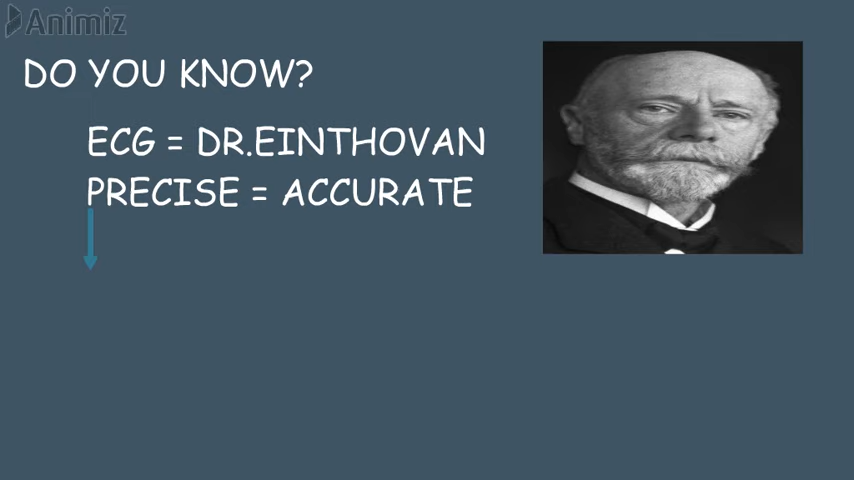 Animiz
DO YOU KNOW?
ECG = DR.EINTHOVAN
PRECISE = ACCURATE